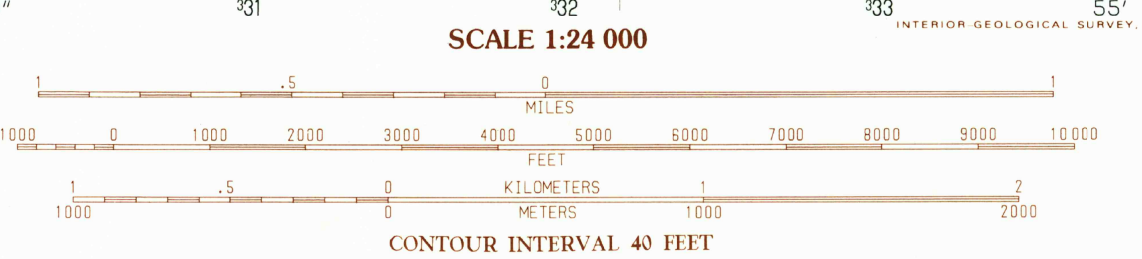 ″ ³31 ³32 ³33 55′
INTERIOR-GEOLOGICAL SURVEY,
SCALE 1:24 000
1 .5 0 1
MILES
1000 0 1000 2000 3000 4000 5000 6000 7000 8000 9000 10 000
FEET
1 .5 0 KILOMETERS 1 2
1000 0 METERS 1000 2000
CONTOUR INTERVAL 40 FEET